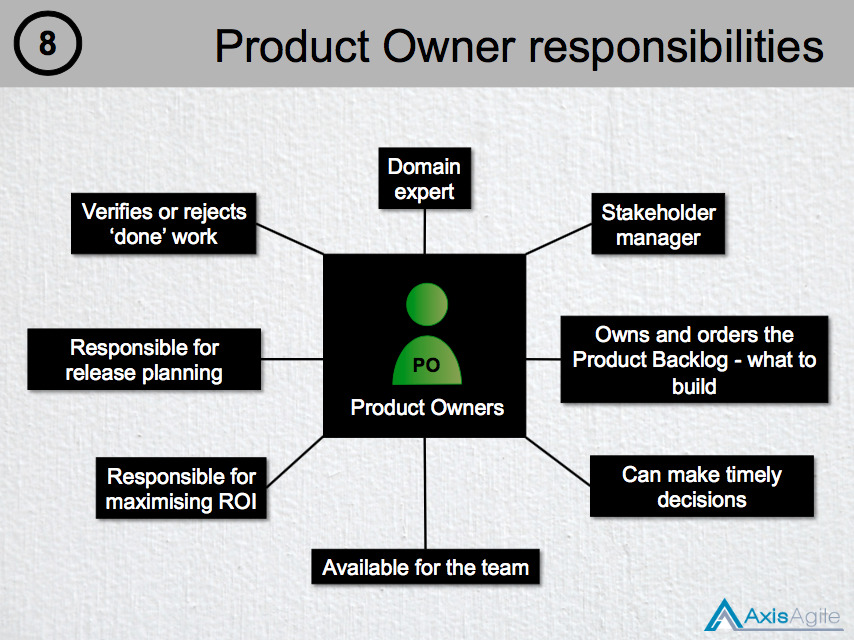 8
Product Owner responsibilities
Domain
expert
Verifies or rejects
‘done’ work
Stakeholder
manager
Responsible for
release planning
PO
Product Owners
Owns and orders the
Product Backlog - what to
build
Responsible for
maximising ROI
Can make timely
decisions
Available for the team
AxisAgile